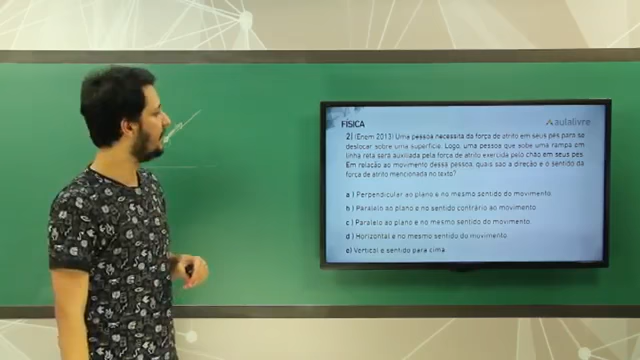 FÍSICA
aulalivre
2) (Enem 2013) Uma pessoa necessita da força de atrito em seus pés para se
deslocar sobre uma superfície. Logo, uma pessoa que sobe uma rampa em
linha reta será auxiliada pela força de atrito exercida pelo chão em seus pés.
Em relação ao movimento dessa pessoa, quais são a direção e o sentido da
força de atrito mencionada no texto?
a) Perpendicular ao plano e no mesmo sentido do movimento.
b) Paralelo ao plano e no sentido contrário ao movimento.
c) Paralelo ao plano e no mesmo sentido do movimento.
d) Horizontal e no mesmo sentido do movimento.
e) Vertical e sentido para cima.